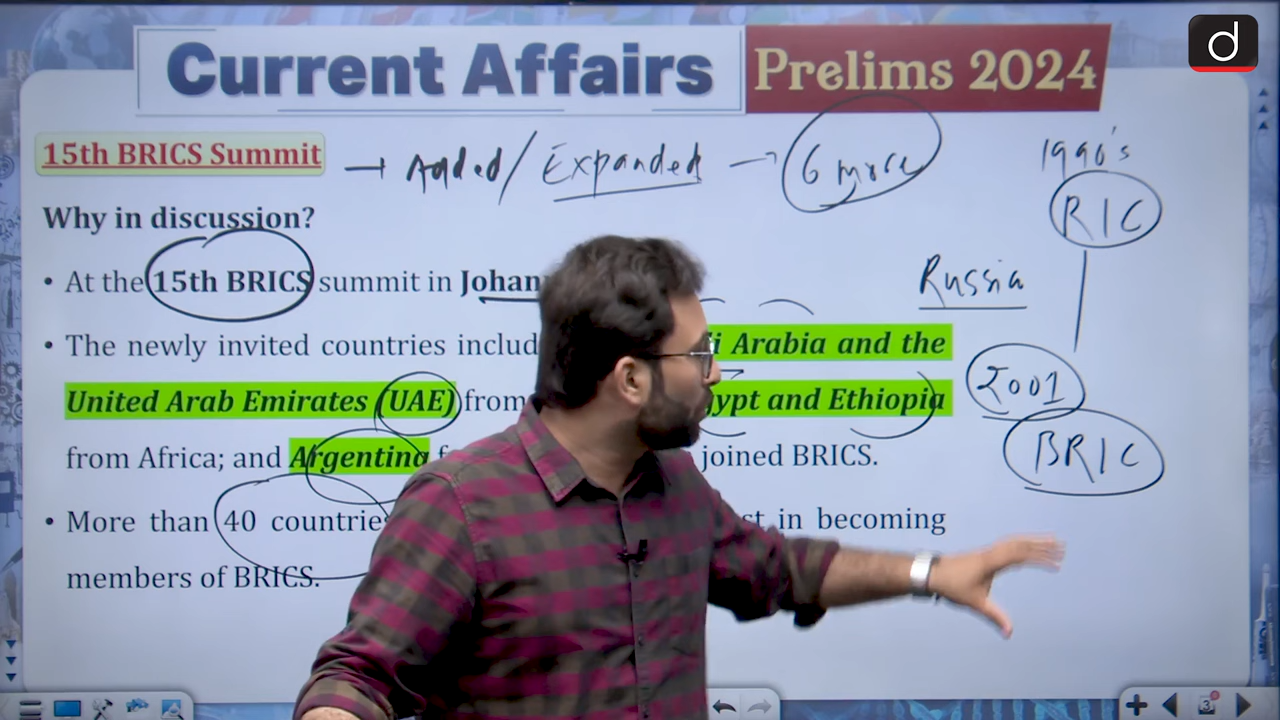 Current Affairs Prelims 2024
d
15th BRICS Summit → Added/Expanded → 6 more
1990's
RIC
Why in discussion?
• At the 15th BRICS summit in Johan
Russia
• The newly invited countries includ i Arabia and the
United Arab Emirates (UAE) from gypt and Ethiopia
2001
from Africa; and Argentina f joined BRICS.
BRIC
• More than 40 countries st in becoming
members of BRICS.
3